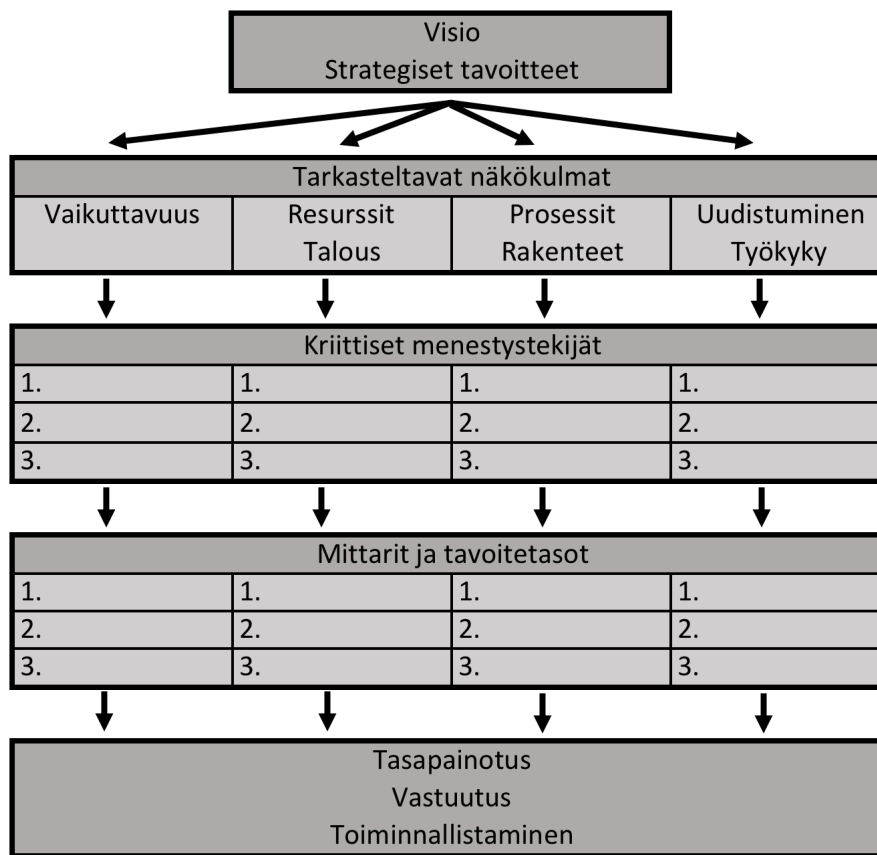 Visio
Strategiset tavoitteet
Tarkasteltavat näkökulmat
Vaikuttavuus Resurssit Prosessit Uudistuminen
Talous Rakenteet Työkyky
Kriittiset menestystekijät
1. 1. 1. 1.
2. 2. 2. 2.
3. 3. 3. 3.
Mittarit ja tavoitetasot
1. 1. 1. 1.
2. 2. 2. 2.
3. 3. 3. 3.
Tasapainotus
Vastuutus
Toiminnallistaminen